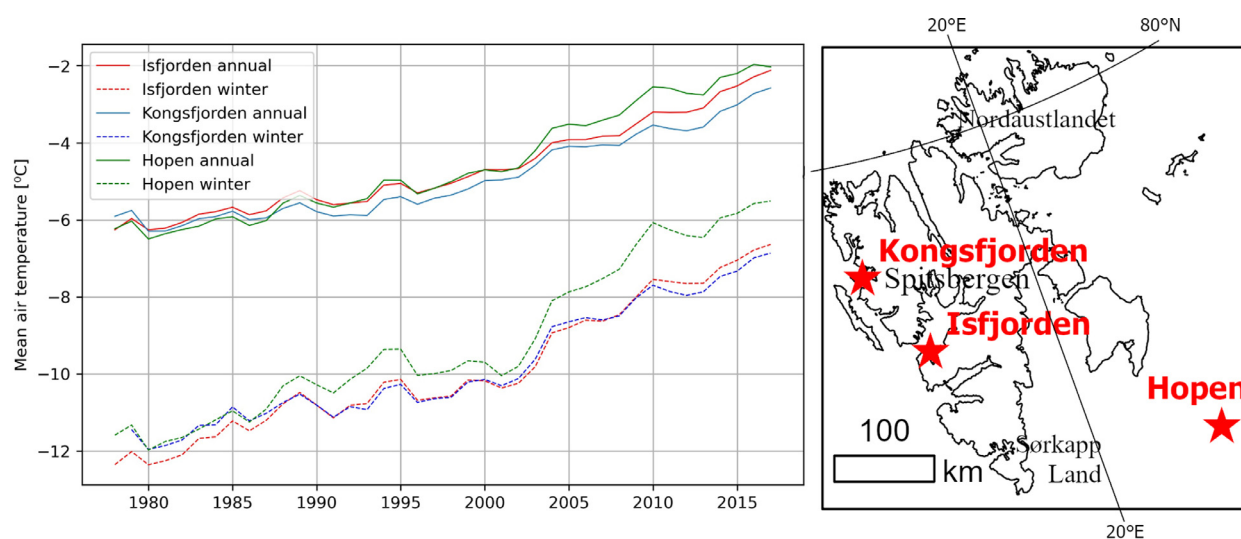 20°E
80°N
−2
−4
−6
−8
−10
−12
Mean air temperature [°C]
Isfjorden annual
Isfjorden winter
Kongsfjorden annual
Kongsfjorden winter
Hopen annual
Hopen winter
1980 1985 1990 1995 2000 2005 2010 2015
Nordaustlandet
Kongsfjorden
Spitsbergen
Isfjorden
Hopen
100
km
Sørkapp
Land
20°E